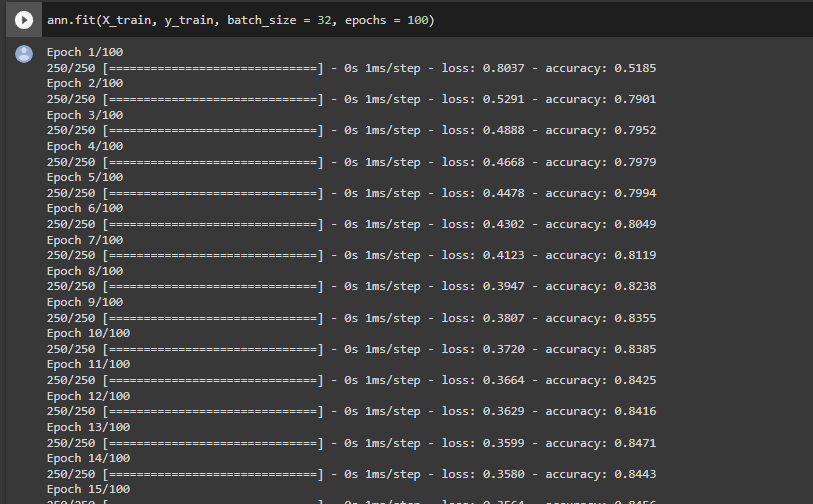 ann.fit(X_train, y_train, batch_size = 32, epochs = 100)
Epoch 1/100
250/250 [==============================] - 0s 1ms/step - loss: 0.8037 - accuracy: 0.5185
Epoch 2/100
250/250 [==============================] - 0s 1ms/step - loss: 0.5291 - accuracy: 0.7901
Epoch 3/100
250/250 [==============================] - 0s 1ms/step - loss: 0.4888 - accuracy: 0.7952
Epoch 4/100
250/250 [==============================] - 0s 1ms/step - loss: 0.4668 - accuracy: 0.7979
Epoch 5/100
250/250 [==============================] - 0s 1ms/step - loss: 0.4478 - accuracy: 0.7994
Epoch 6/100
250/250 [==============================] - 0s 1ms/step - loss: 0.4302 - accuracy: 0.8049
Epoch 7/100
250/250 [==============================] - 0s 1ms/step - loss: 0.4123 - accuracy: 0.8119
Epoch 8/100
250/250 [==============================] - 0s 1ms/step - loss: 0.3947 - accuracy: 0.8238
Epoch 9/100
250/250 [==============================] - 0s 1ms/step - loss: 0.3807 - accuracy: 0.8355
Epoch 10/100
250/250 [==============================] - 0s 1ms/step - loss: 0.3720 - accuracy: 0.8385
Epoch 11/100
250/250 [==============================] - 0s 1ms/step - loss: 0.3664 - accuracy: 0.8425
Epoch 12/100
250/250 [==============================] - 0s 1ms/step - loss: 0.3629 - accuracy: 0.8416
Epoch 13/100
250/250 [==============================] - 0s 1ms/step - loss: 0.3599 - accuracy: 0.8471
Epoch 14/100
250/250 [==============================] - 0s 1ms/step - loss: 0.3580 - accuracy: 0.8443
Epoch 15/100